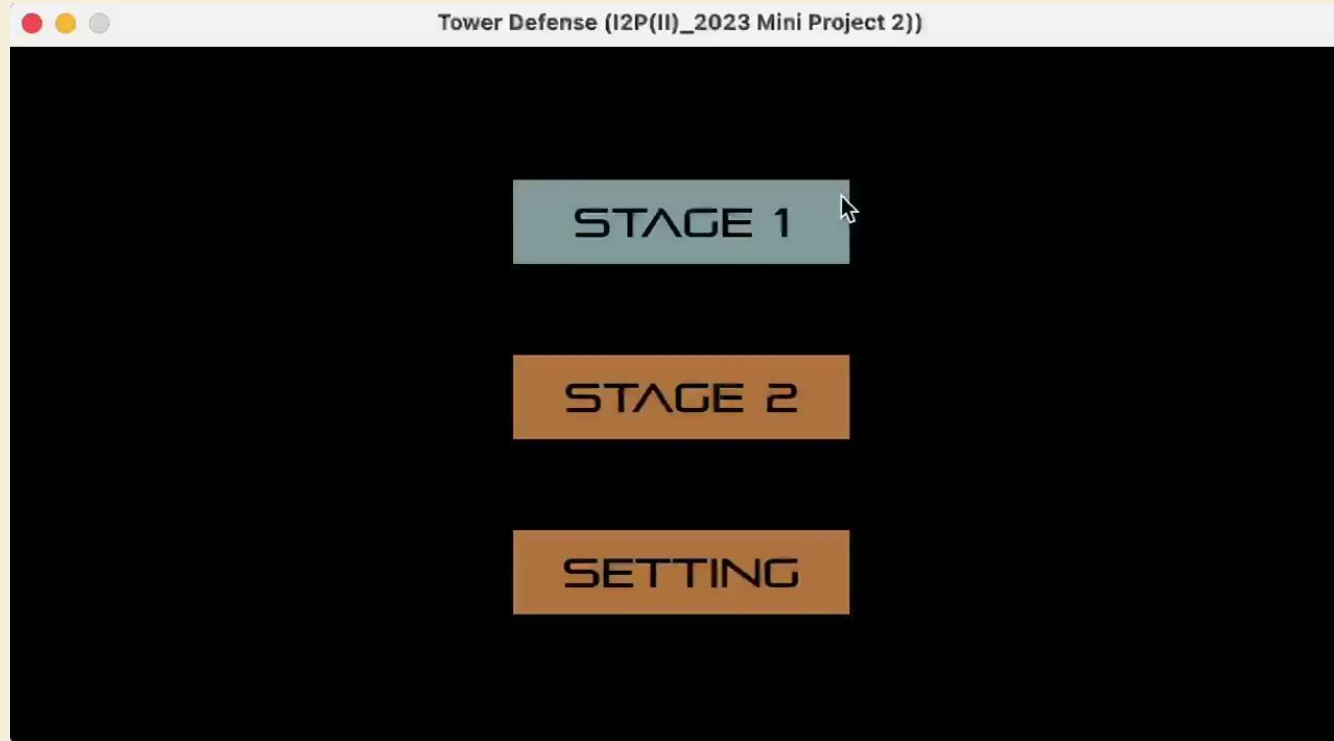 Tower Defense (I2P(II)_2023 Mini Project 2))
STAGE 1
STAGE 2
SETTING